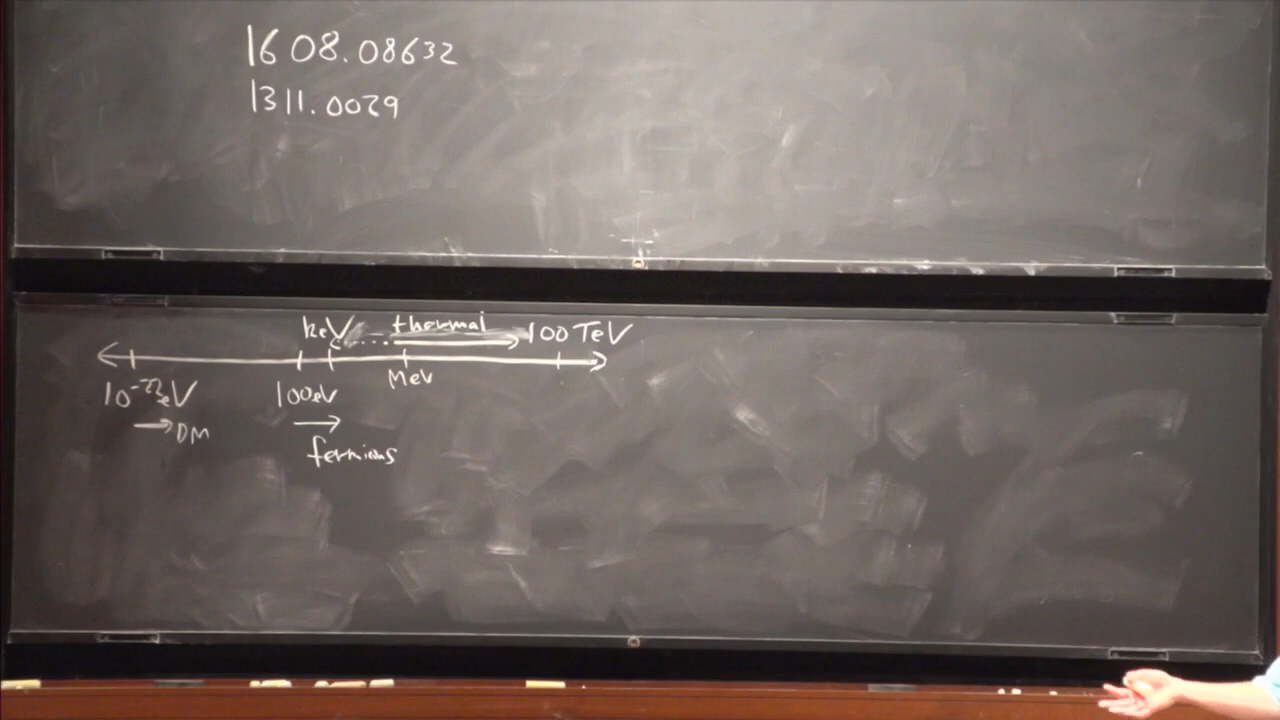 1608.08632
1311.0029
keV thermal 100 TeV
10^-22 eV 100eV MeV
DM
fermions